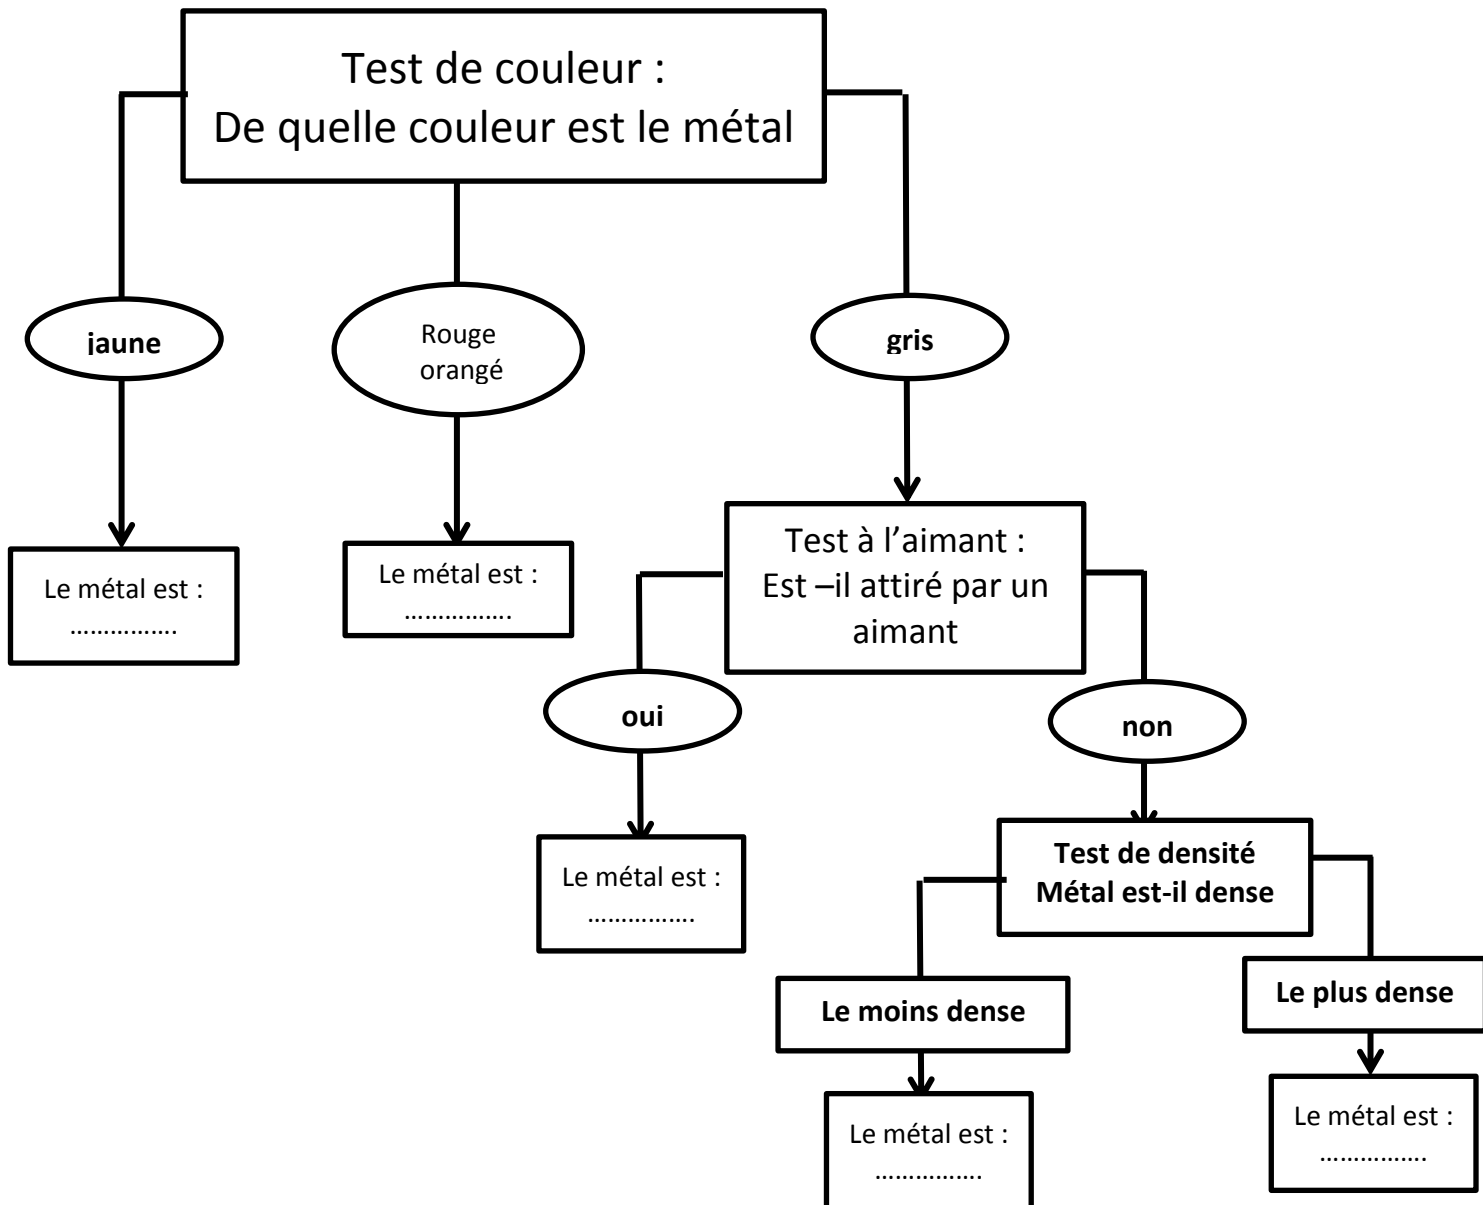 Test de couleur :
De quelle couleur est le métal
jaune
Rouge
orangé
gris
Le métal est :
................
Le métal est :
................
Test à l’aimant :
Est –il attiré par un
aimant
oui
non
Le métal est :
................
Test de densité
Métal est-il dense
Le moins dense
Le plus dense
Le métal est :
................
Le métal est :
................